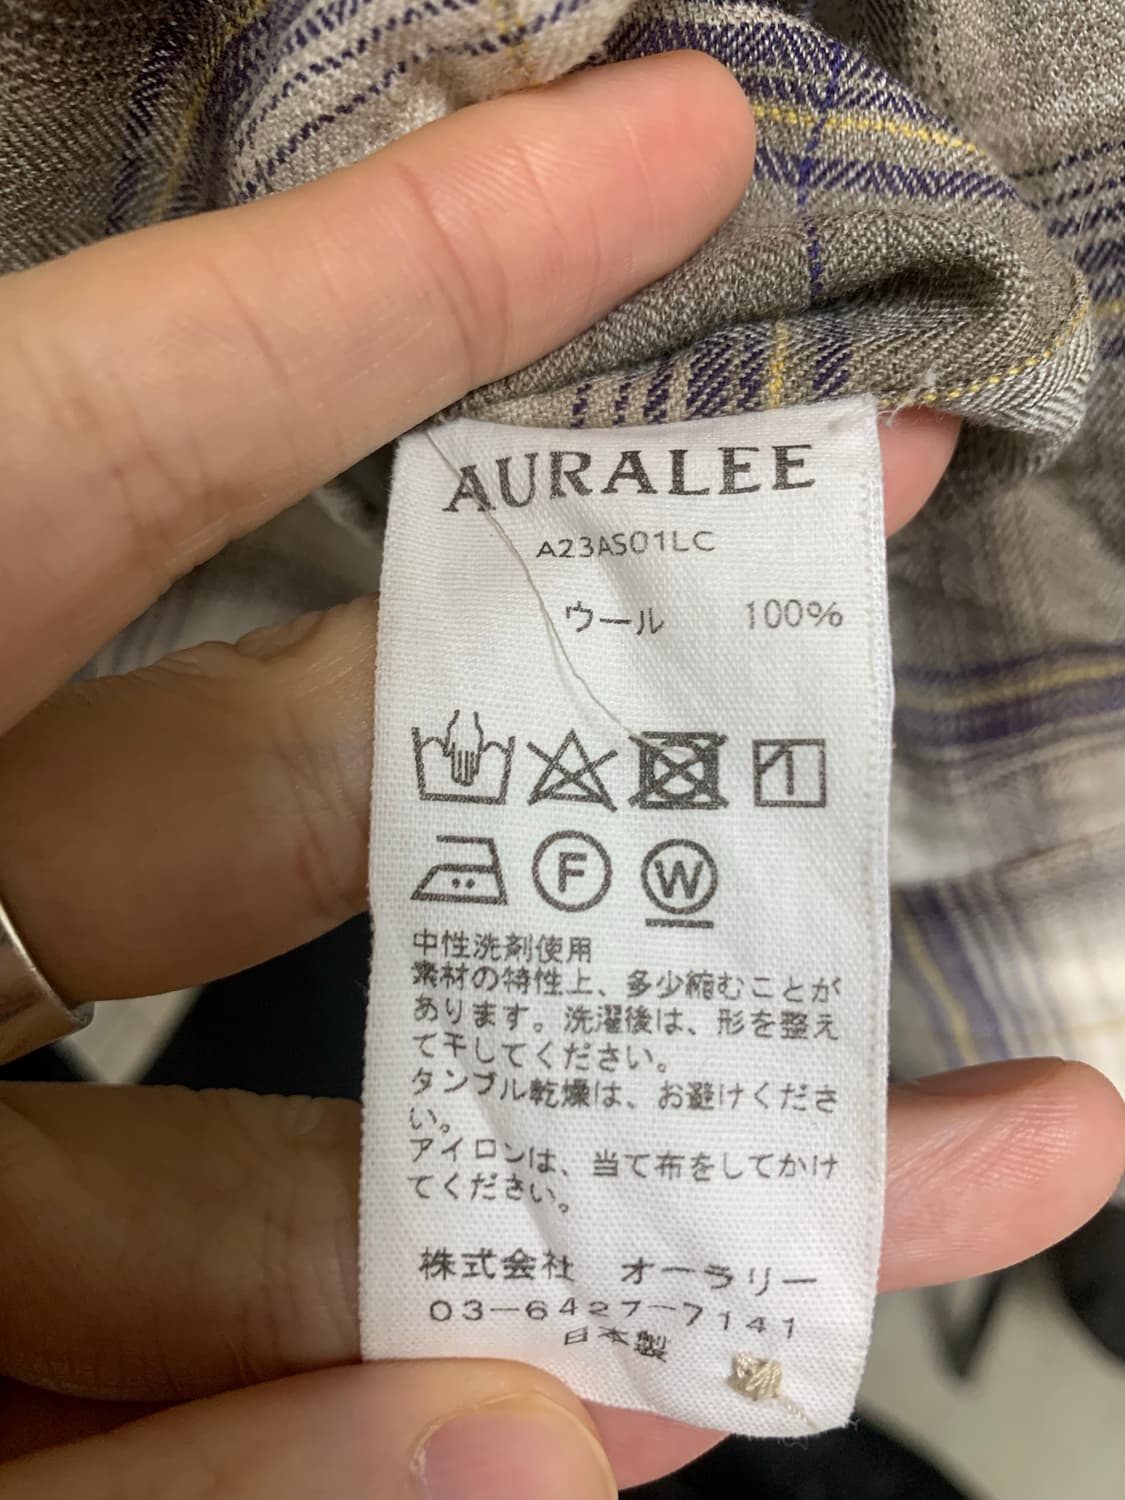 AURALEE
A23AS01LC
ウール 100%
F W
中性洗剤使用
素材の特性上、多少縮むことが
あります。洗濯後は、形を整え
て干してください。
タンブル乾燥は、お避けくださ
い。
アイロンは、当て布をしてかけ
てください。
株式会社 オーラリー
03-6427-7141
日本製